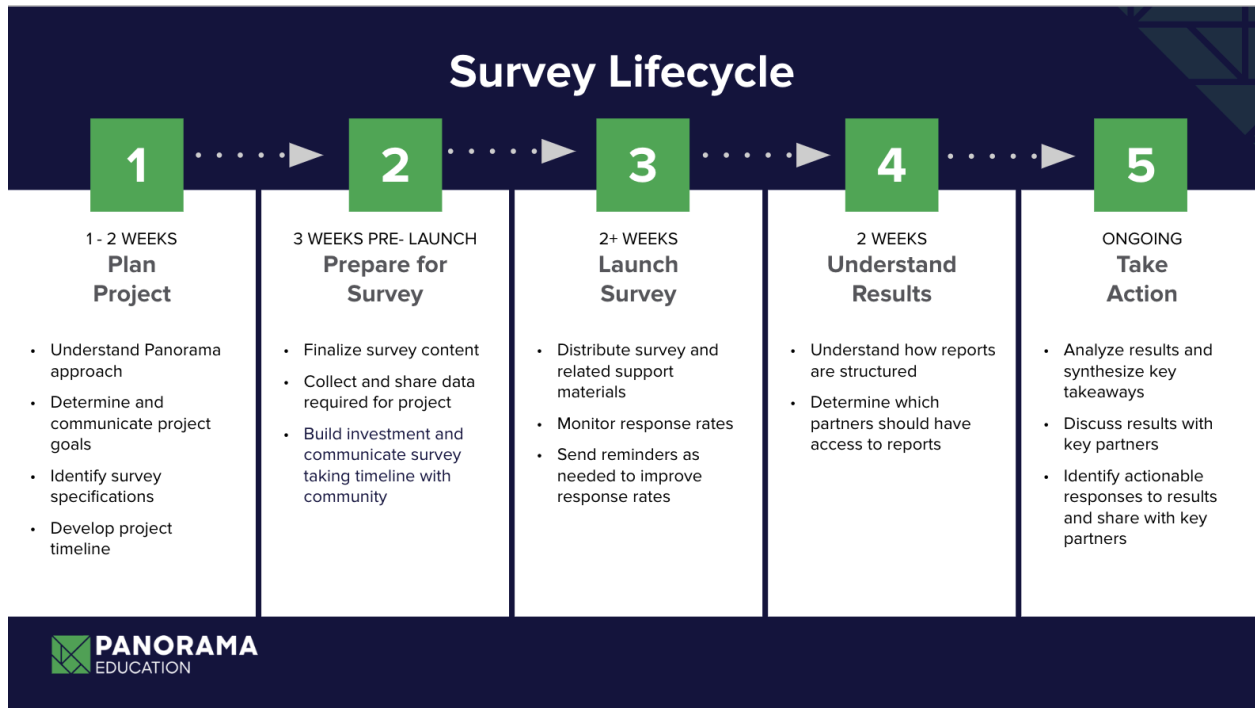 Survey Lifecycle
1
2
3
4
5
1 - 2 WEEKS
Plan
Project
• Understand Panorama
approach
• Determine and
communicate project
goals
• Identify survey
specifications
• Develop project
timeline
3 WEEKS PRE- LAUNCH
Prepare for
Survey
• Finalize survey content
• Collect and share data
required for project
• Build investment and
communicate survey
taking timeline with
community
2+ WEEKS
Launch
Survey
• Distribute survey and
related support
materials
• Monitor response rates
• Send reminders as
needed to improve
response rates
2 WEEKS
Understand
Results
• Understand how reports
are structured
• Determine which
partners should have
access to reports
ONGOING
Take
Action
• Analyze results and
synthesize key
takeaways
• Discuss results with
key partners
• Identify actionable
responses to results
and share with key
partners
PANORAMA
EDUCATION